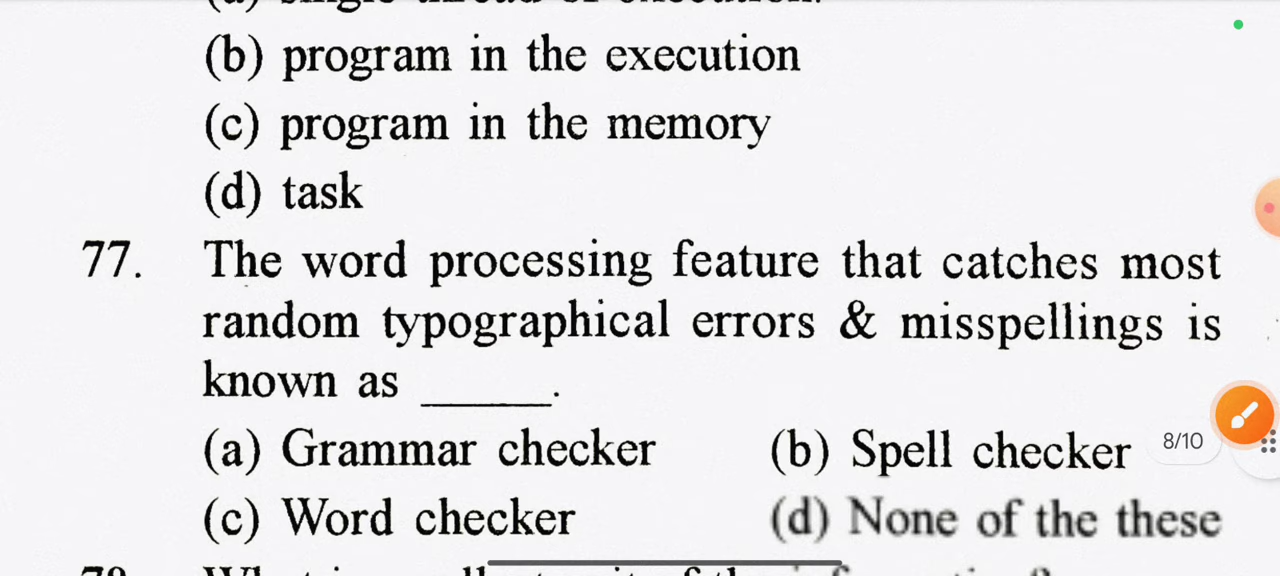 (b) program in the execution
(c) program in the memory
(d) task
77. The word processing feature that catches most
random typographical errors & misspellings is
known as ______.
(a) Grammar checker (b) Spell checker 8/10
(c) Word checker (d) None of the these